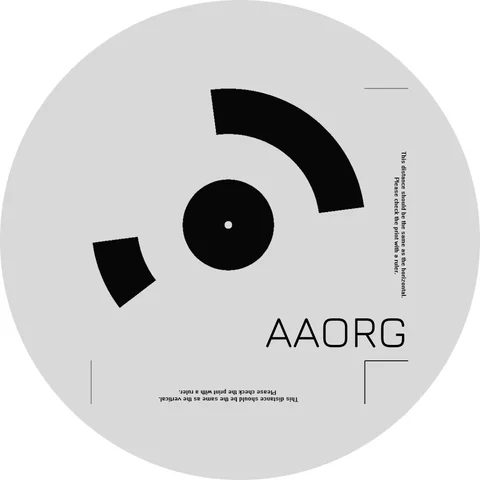 This distance should be the same as the horizontal.
Please check the print with a ruler.
AAORG
This distance should be the same as the vertical.
Please check the print with a ruler.